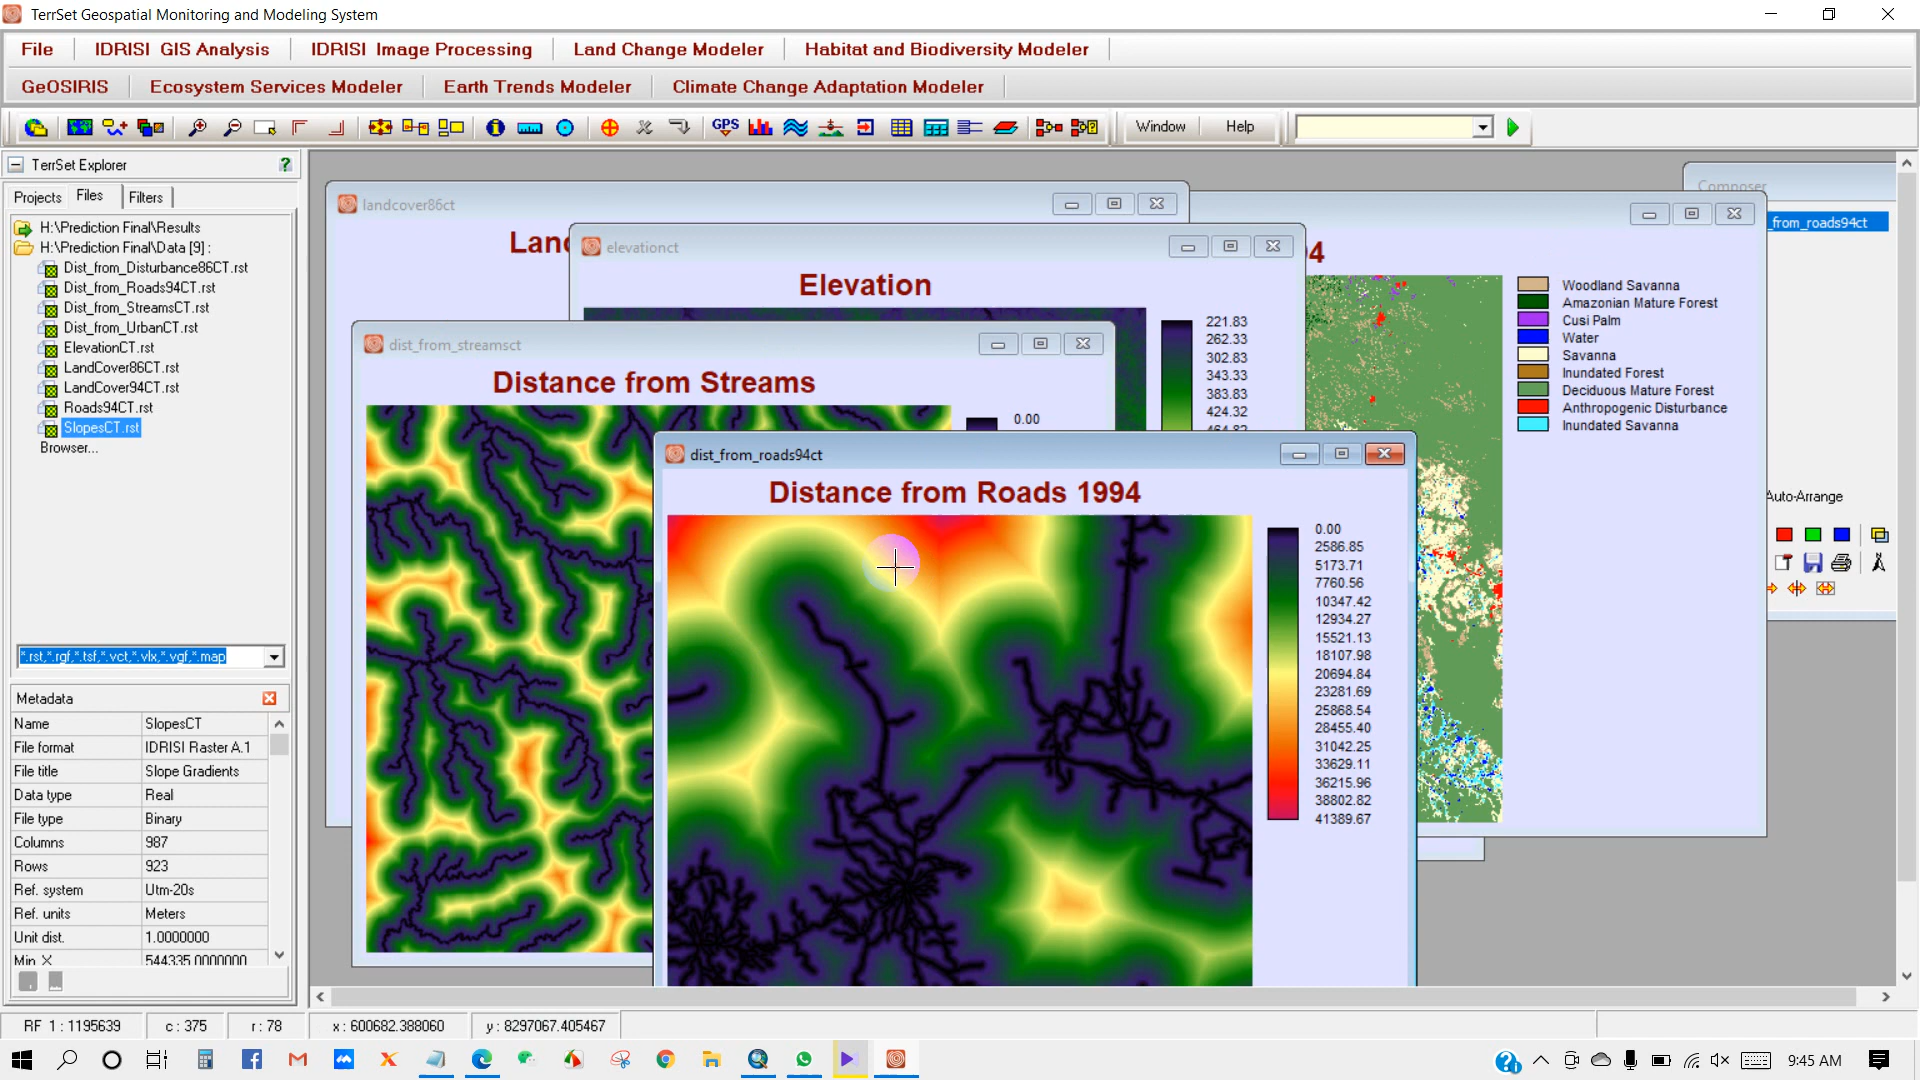 TerrSet Geospatial Monitoring and Modeling System
File
IDRISI GIS Analysis
IDRISI Image Processing
Land Change Modeler
Habitat and Biodiversity Modeler
GeOSIRIS
Ecosystem Services Modeler
Earth Trends Modeler
Climate Change Adaptation Modeler
GPS
Window
Help
TerrSet Explorer
?
Projects
Files
Filters
H:\Prediction Final\Results
H:\Prediction Final\Data [9] :
Dist_from_Disturbance86CT.rst
Dist_from_Roads94CT.rst
Dist_from_StreamsCT.rst
Dist_from_UrbanCT.rst
ElevationCT.rst
LandCover86CT.rst
LandCover94CT.rst
Roads94CT.rst
SlopesCT.rst
Browser...
*.rst,*.rgf,*.tsf,*.vct,*.vlx,*.vgf,*.map
Metadata
Name SlopesCT
File format IDRISI Raster A.1
File title Slope Gradients
Data type Real
File type Binary
Columns 987
Rows 923
Ref. system Utm-20s
Ref. units Meters
Unit dist. 1.0000000
Min X 544335.0000000
landcover86ct
Land
elevationct
Elevation
221.83
262.33
302.83
343.33
383.83
424.32
464.82
dist_from_streamsct
Distance from Streams
0.00
dist_from_roads94ct
Distance from Roads 1994
0.00
2586.85
5173.71
7760.56
10347.42
12934.27
15521.13
18107.98
20694.84
23281.69
25868.54
28455.40
31042.25
33629.11
36215.96
38802.82
41389.67
94
Woodland Savanna
Amazonian Mature Forest
Cusi Palm
Water
Savanna
Inundated Forest
Deciduous Mature Forest
Anthropogenic Disturbance
Inundated Savanna
Composer
_from_roads94ct
Auto-Arrange
RF 1 : 1195639
c : 375
r : 78
x : 600682.388060
y : 8297067.405467
9:45 AM